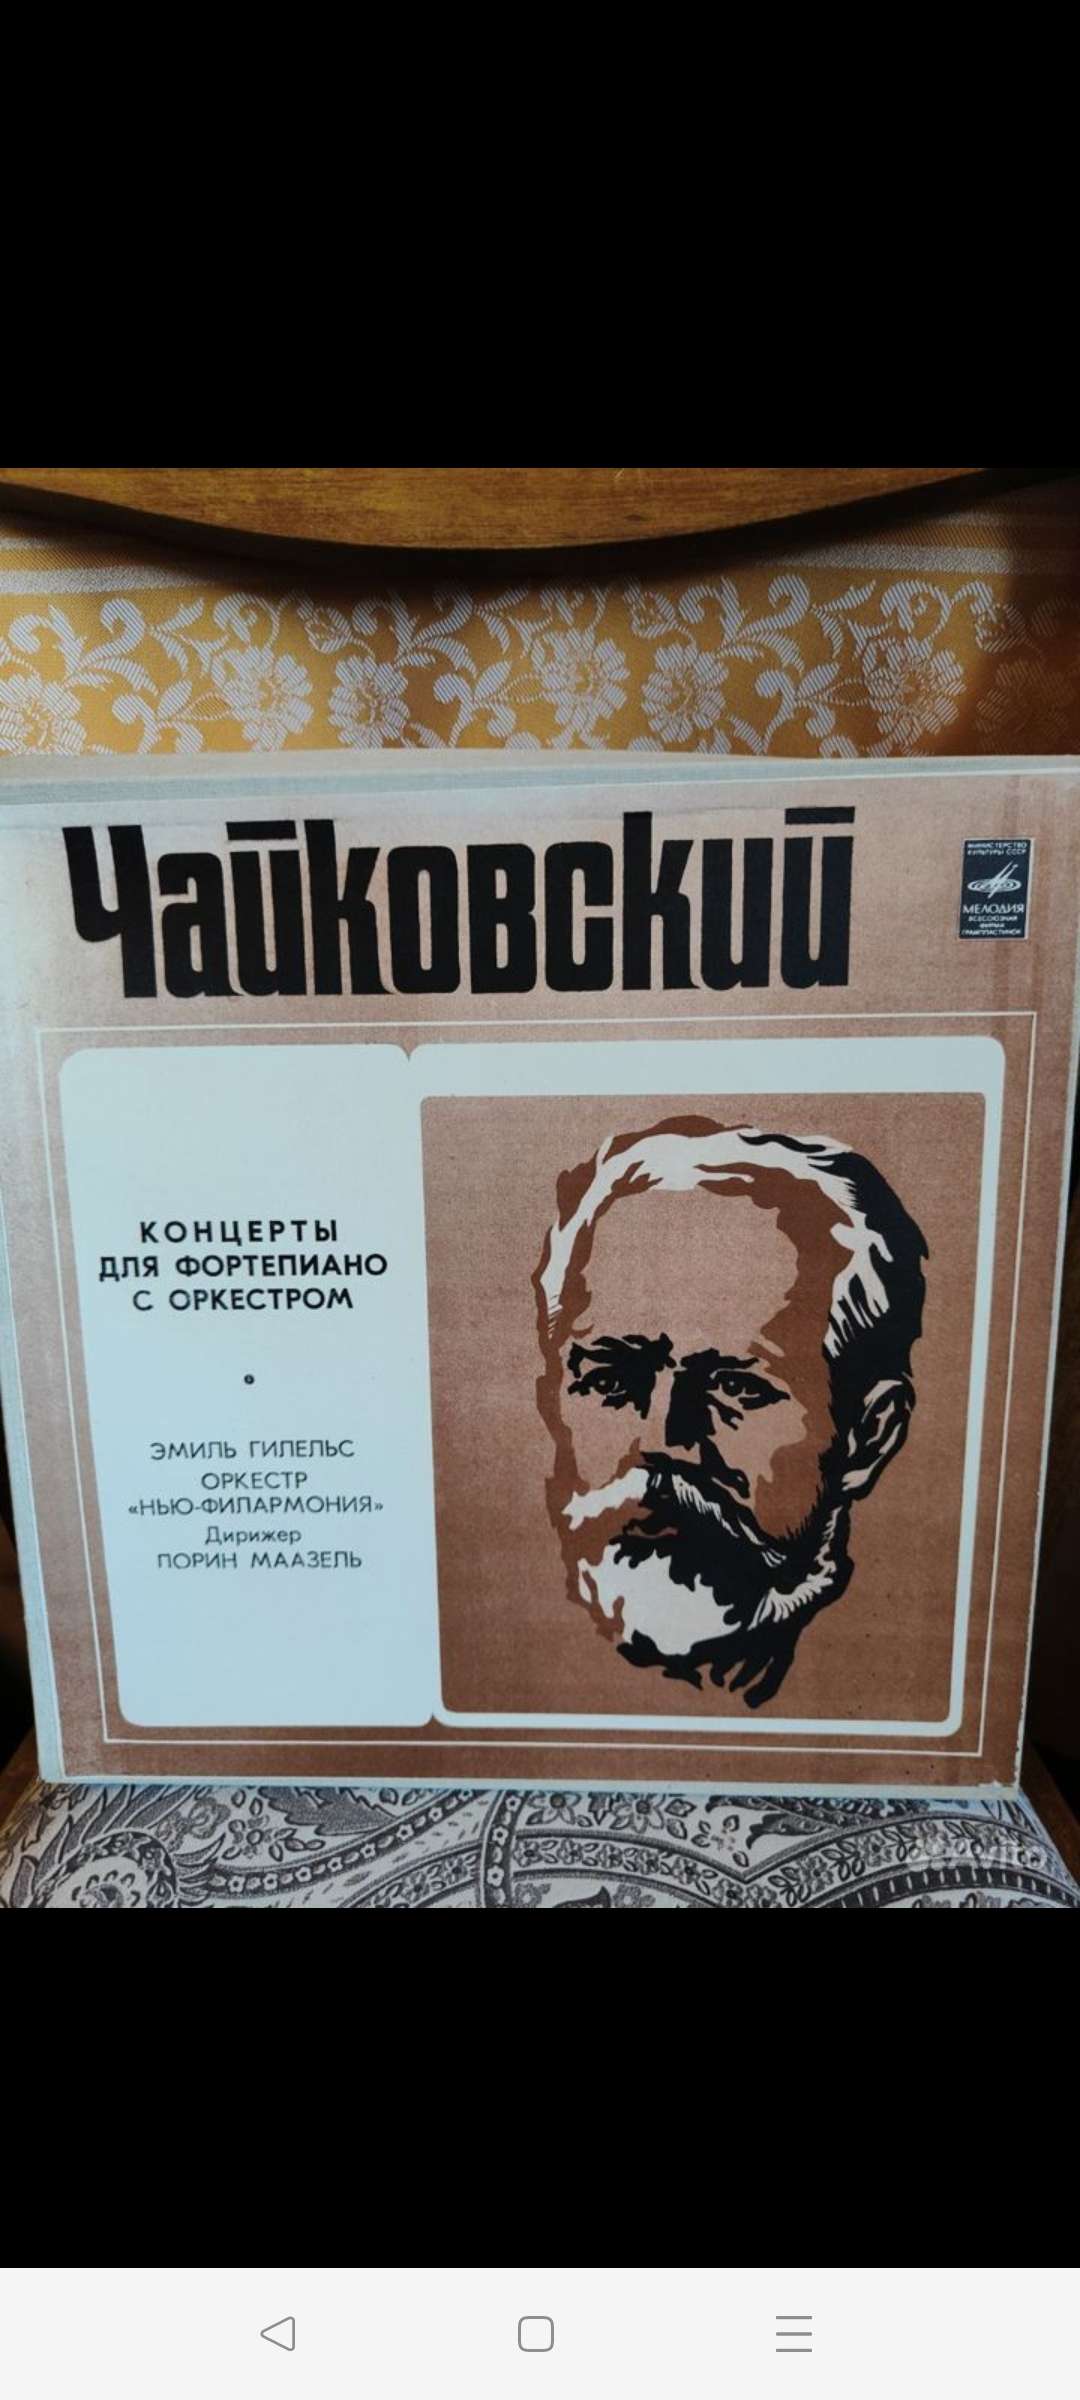 Чайковский
МИНИСТЕРСТВО
КУЛЬТУРЫ СССР
МЕЛОДИЯ
ВСЕСОЮЗНАЯ
ФИРМА
ГРАМПЛАСТИНОК
КОНЦЕРТЫ
ДЛЯ ФОРТЕПИАНО
С ОРКЕСТРОМ
ЭМИЛЬ ГИЛЕЛЬС
ОРКЕСТР
«НЬЮ-ФИЛАРМОНИЯ»
Дирижер
ЛОРИН МААЗЕЛЬ
Avito